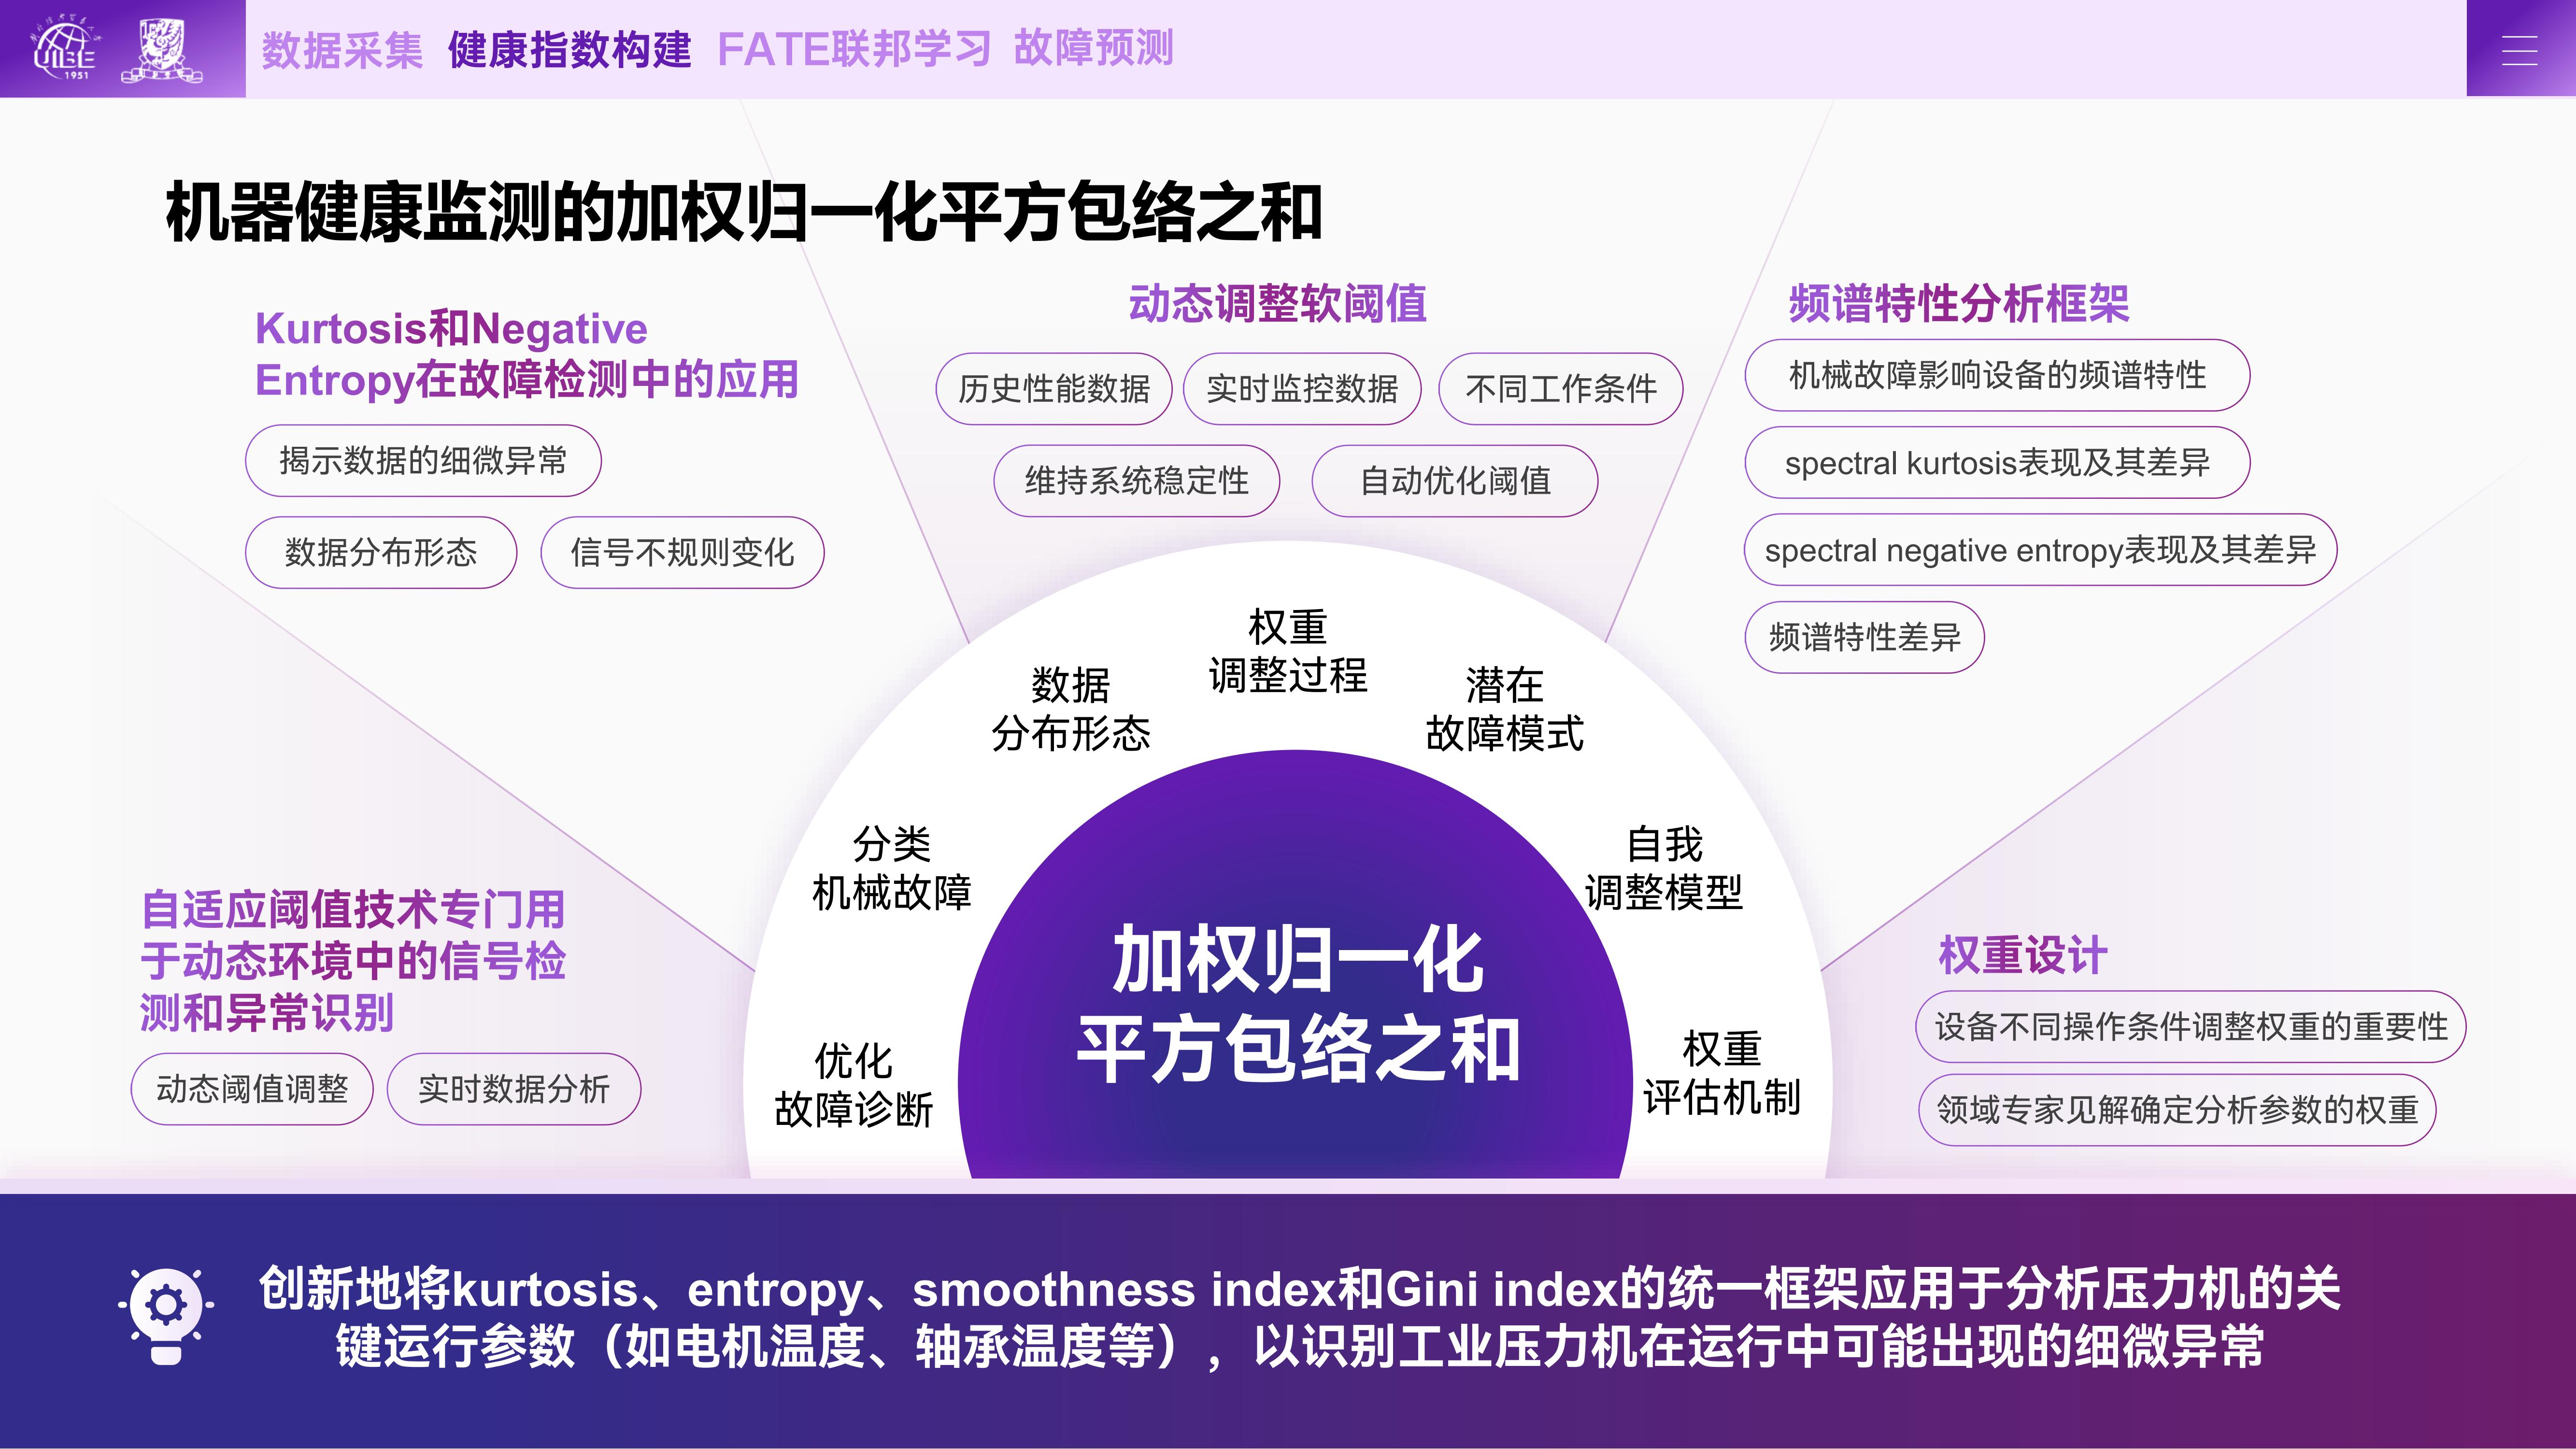 UIBE
1951
数据采集 健康指数构建 FATE联邦学习 故障预测
机器健康监测的加权归一化平方包络之和
Kurtosis和Negative
Entropy在故障检测中的应用
揭示数据的细微异常
数据分布形态
信号不规则变化
动态调整软阈值
历史性能数据
实时监控数据
不同工作条件
维持系统稳定性
自动优化阈值
频谱特性分析框架
机械故障影响设备的频谱特性
spectral kurtosis表现及其差异
spectral negative entropy表现及其差异
频谱特性差异
自适应阈值技术专门用
于动态环境中的信号检
测和异常识别
动态阈值调整
实时数据分析
优化
故障诊断
分类
机械故障
数据
分布形态
权重
调整过程
潜在
故障模式
自我
调整模型
权重
评估机制
加权归一化
平方包络之和
权重设计
设备不同操作条件调整权重的重要性
领域专家见解确定分析参数的权重
创新地将kurtosis、entropy、smoothness index和Gini index的统一框架应用于分析压力机的关
键运行参数（如电机温度、轴承温度等），以识别工业压力机在运行中可能出现的细微异常